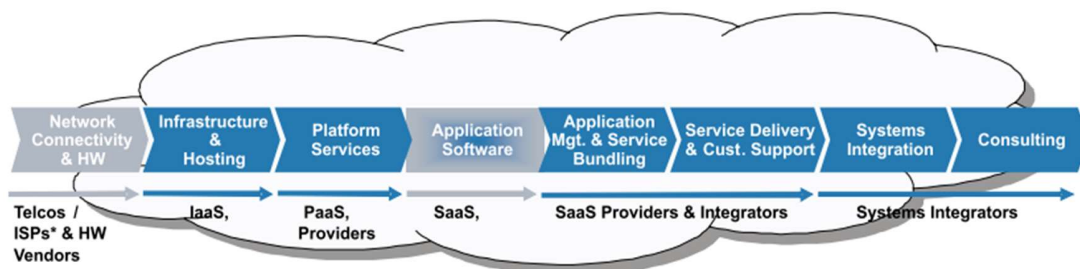 Network
Connectivity
& HW
Infrastructure
&
Hosting
Platform
Services
Application
Software
Application
Mgt. & Service
Bundling
Service Delivery
& Cust. Support
Systems
Integration
Consulting
Telcos /
ISPs* & HW
Vendors
IaaS,
PaaS,
Providers
SaaS,
SaaS Providers & Integrators
Systems Integrators